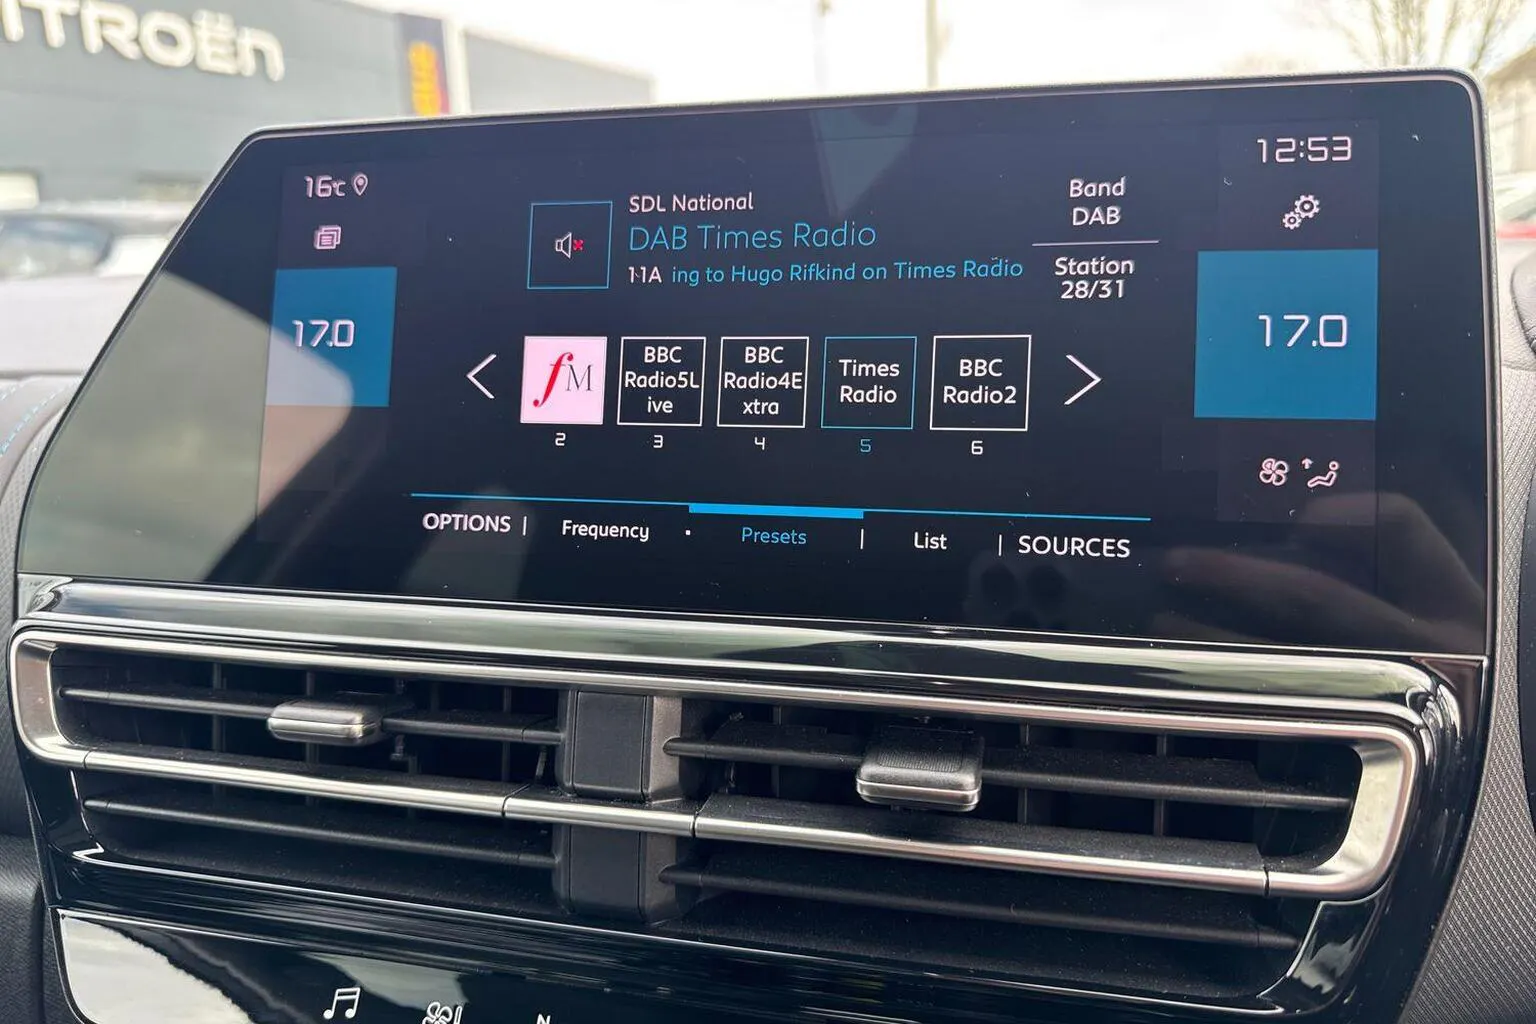 CITROËN
16°C
12:53
SDL National
DAB Times Radio
11A ing to Hugo Rifkind on Times Radio
Band
DAB
Station
28/31
17.0
17.0
fM
BBC
Radio5L
ive
BBC
Radio4E
xtra
Times
Radio
BBC
Radio2
2
3
4
5
6
OPTIONS | Frequency · Presets | List | SOURCES